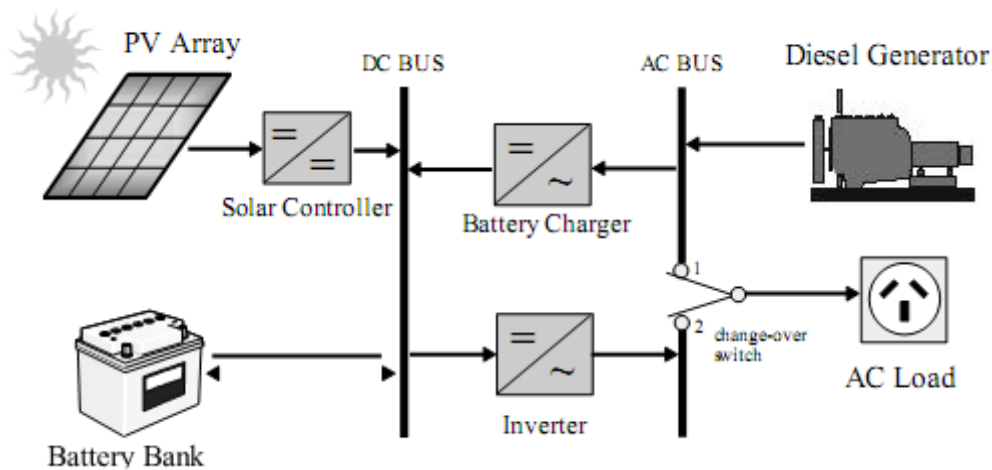 PV Array
DC BUS
AC BUS
Diesel Generator
Solar Controller
Battery Charger
1
2
change-over
switch
AC Load
Inverter
Battery Bank